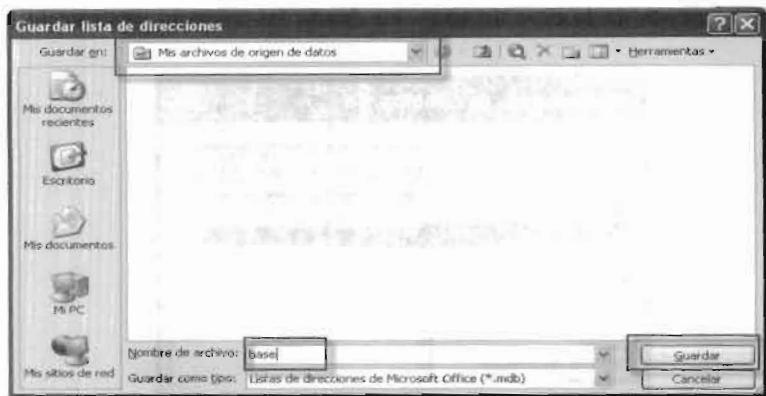 Guardar lista de direcciones
Guardar en: Mis archivos de origen de datos Herramientas
Mis documentos recientes
Escritorio
Mis documentos
Mi PC
Mis sitios de red
Nombre de archivo: base Guardar
Guardar como tipo: Listas de direcciones de Microsoft Office (*.mdb) Cancelar